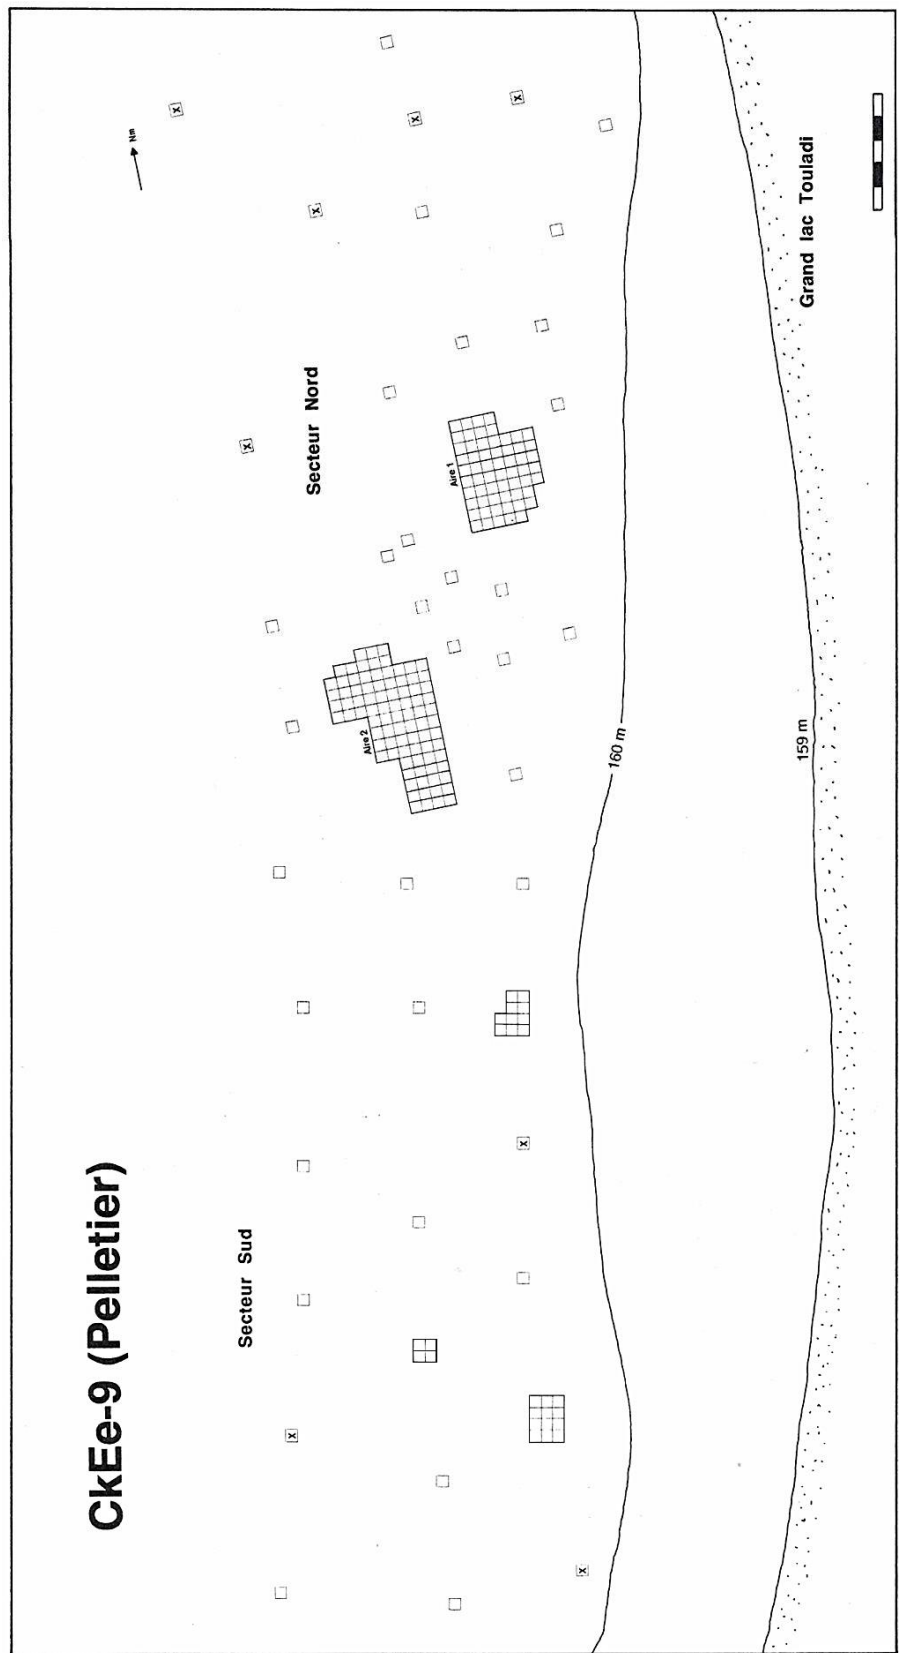 CkEe-9 (Pelletier)
Secteur Sud
Secteur Nord
Nm
Aire 1
Aire 2
160 m
159 m
Grand lac Touladi
X
X
X
X
X
X
X
X